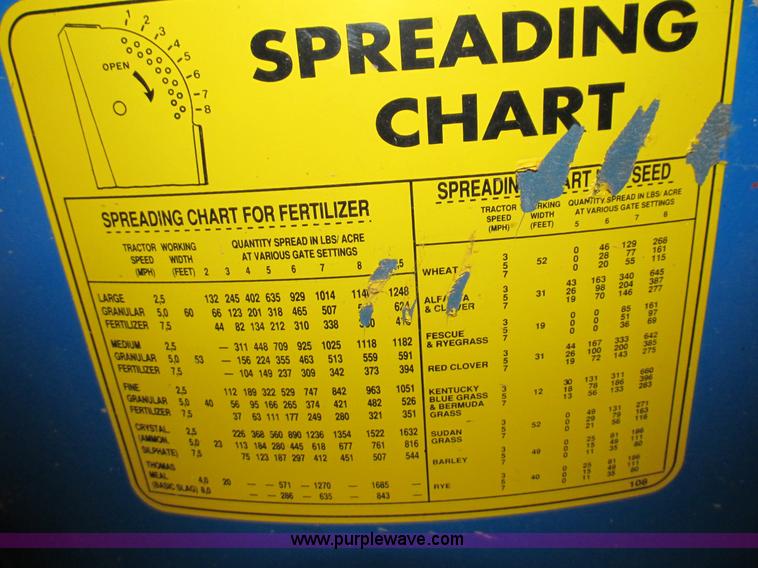 1
2
3
4
5
6
7
8
OPEN
SPREADING
CHART
SPREADING CHART FOR FERTILIZER
TRACTOR WORKING QUANTITY SPREAD IN LBS/ ACRE
SPEED WIDTH AT VARIOUS GATE SETTINGS
(MPH) (FEET) 2 3 4 5 6 7 8
LARGE 2,5 132 245 402 635 929 1014 1248
GRANULAR 5,0 60 66 123 201 318 465 507
FERTILIZER 7,5 44 82 134 212 310 338
MEDIUM 2,5 — 311 448 709 925 1025 1118 1182
GRANULAR 5,0 53 — 156 224 355 463 513 559 591
FERTILIZER 7,5 — 104 149 237 309 342 373 394
FINE 2,5 112 189 322 529 747 842 963 1051
GRANULAR 5,0 40 56 95 166 265 374 421 482 526
FERTILIZER 7,5 37 63 111 177 249 280 321 351
CRYSTAL 2,5 226 368 560 890 1236 1354 1522 1632
(AMMON. 5,0 23 113 184 280 445 618 677 761 816
SILPHATE) 7,5 75 123 187 297 412 451 507 544
THOMAS
MEAL 4,0 20 — — 571 — 1270 — 1685 —
(BASIC SLAG) 8,0 — — 286 — 635 — 843 —
SPREADIN ART SEED
TRACTOR RKING QUANTITY SPREAD IN LBS/ ACRE
SPEED WIDTH AT VARIOUS GATE SETTINGS
(MPH) (FEET) 5 6 7 8
3 0 46 129 268
WHEAT 5 52 0 28 77 161
7 0 20 55 115
3 43 163 340 645
ALFALFA 5 31 26 98 204 387
& CLOVER 7 19 70 146 277
3 0 0 85 161
FESCUE 5 19 0 0 51 97
& RYEGRASS 7 0 0 36 69
3 44 167 333 642
RED CLOVER 5 31 26 100 200 385
7 19 72 143 275
KENTUCKY 3 30 131 311 660
BLUE GRASS 5 12 18 78 186 396
& BERMUDA 7 13 56 133 283
GRASS
3 0 49 131 271
SUDAN 5 52 0 29 79 163
GRASS 7 0 21 56 116
3 0 25 81 186
BARLEY 5 49 0 15 49 111
7 0 11 35 80
3 0 25 81 186
RYE 5 40 0 15 49 111
7 0 11 35 80
108
www.purplewave.com